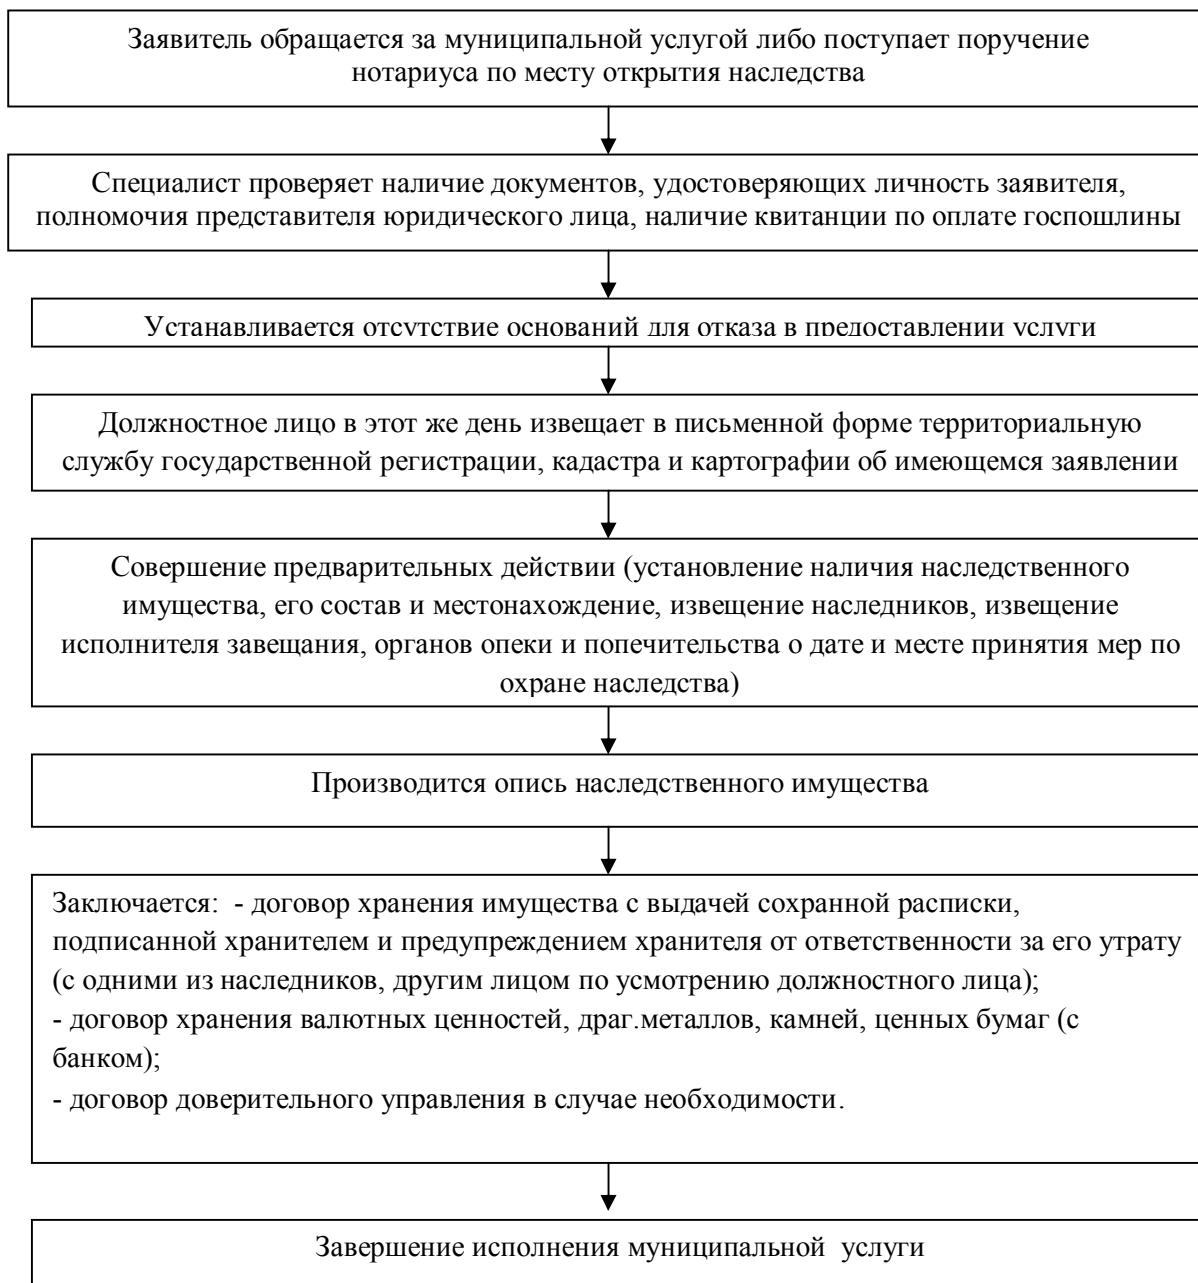 Заявитель обращается за муниципальной услугой либо поступает поручение
нотариуса по месту открытия наследства
Специалист проверяет наличие документов, удостоверяющих личность заявителя,
полномочия представителя юридического лица, наличие квитанции по оплате госпошлины
Устанавливается отсутствие оснований для отказа в предоставлении услуги
Должностное лицо в этот же день извещает в письменной форме территориальную
службу государственной регистрации, кадастра и картографии об имеющемся заявлении
Совершение предварительных действии (установление наличия наследственного
имущества, его состав и местонахождение, извещение наследников, извещение
исполнителя завещания, органов опеки и попечительства о дате и месте принятия мер по
охране наследства)
Производится опись наследственного имущества
Заключается: - договор хранения имущества с выдачей сохранной расписки,
подписанной хранителем и предупреждением хранителя от ответственности за его утрату
(с одними из наследников, другим лицом по усмотрению должностного лица);
- договор хранения валютных ценностей, драг.металлов, камней, ценных бумаг (с
банком);
- договор доверительного управления в случае необходимости.
Завершение исполнения муниципальной услуги